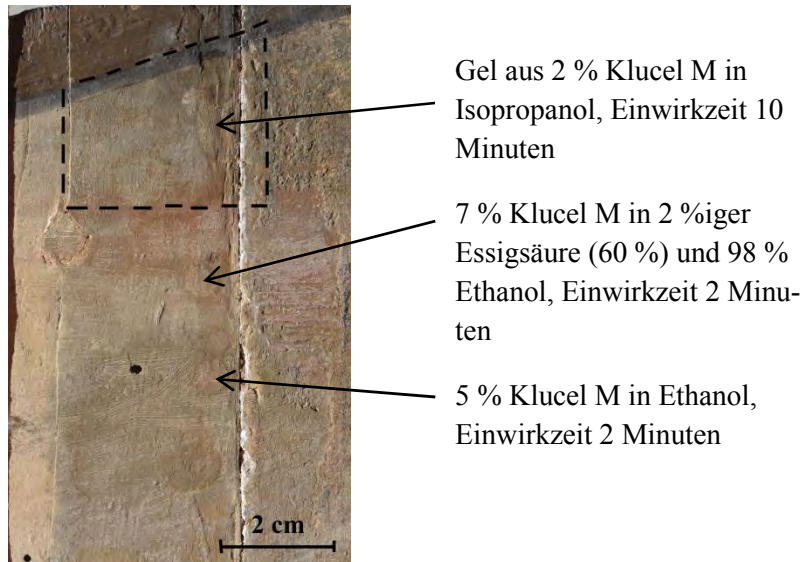 Gel aus 2 % Klucel M in
Isopropanol, Einwirkzeit 10
Minuten
7 % Klucel M in 2 %iger
Essigsäure (60 %) und 98 %
Ethanol, Einwirkzeit 2 Minu-
ten
5 % Klucel M in Ethanol,
Einwirkzeit 2 Minuten
2 cm